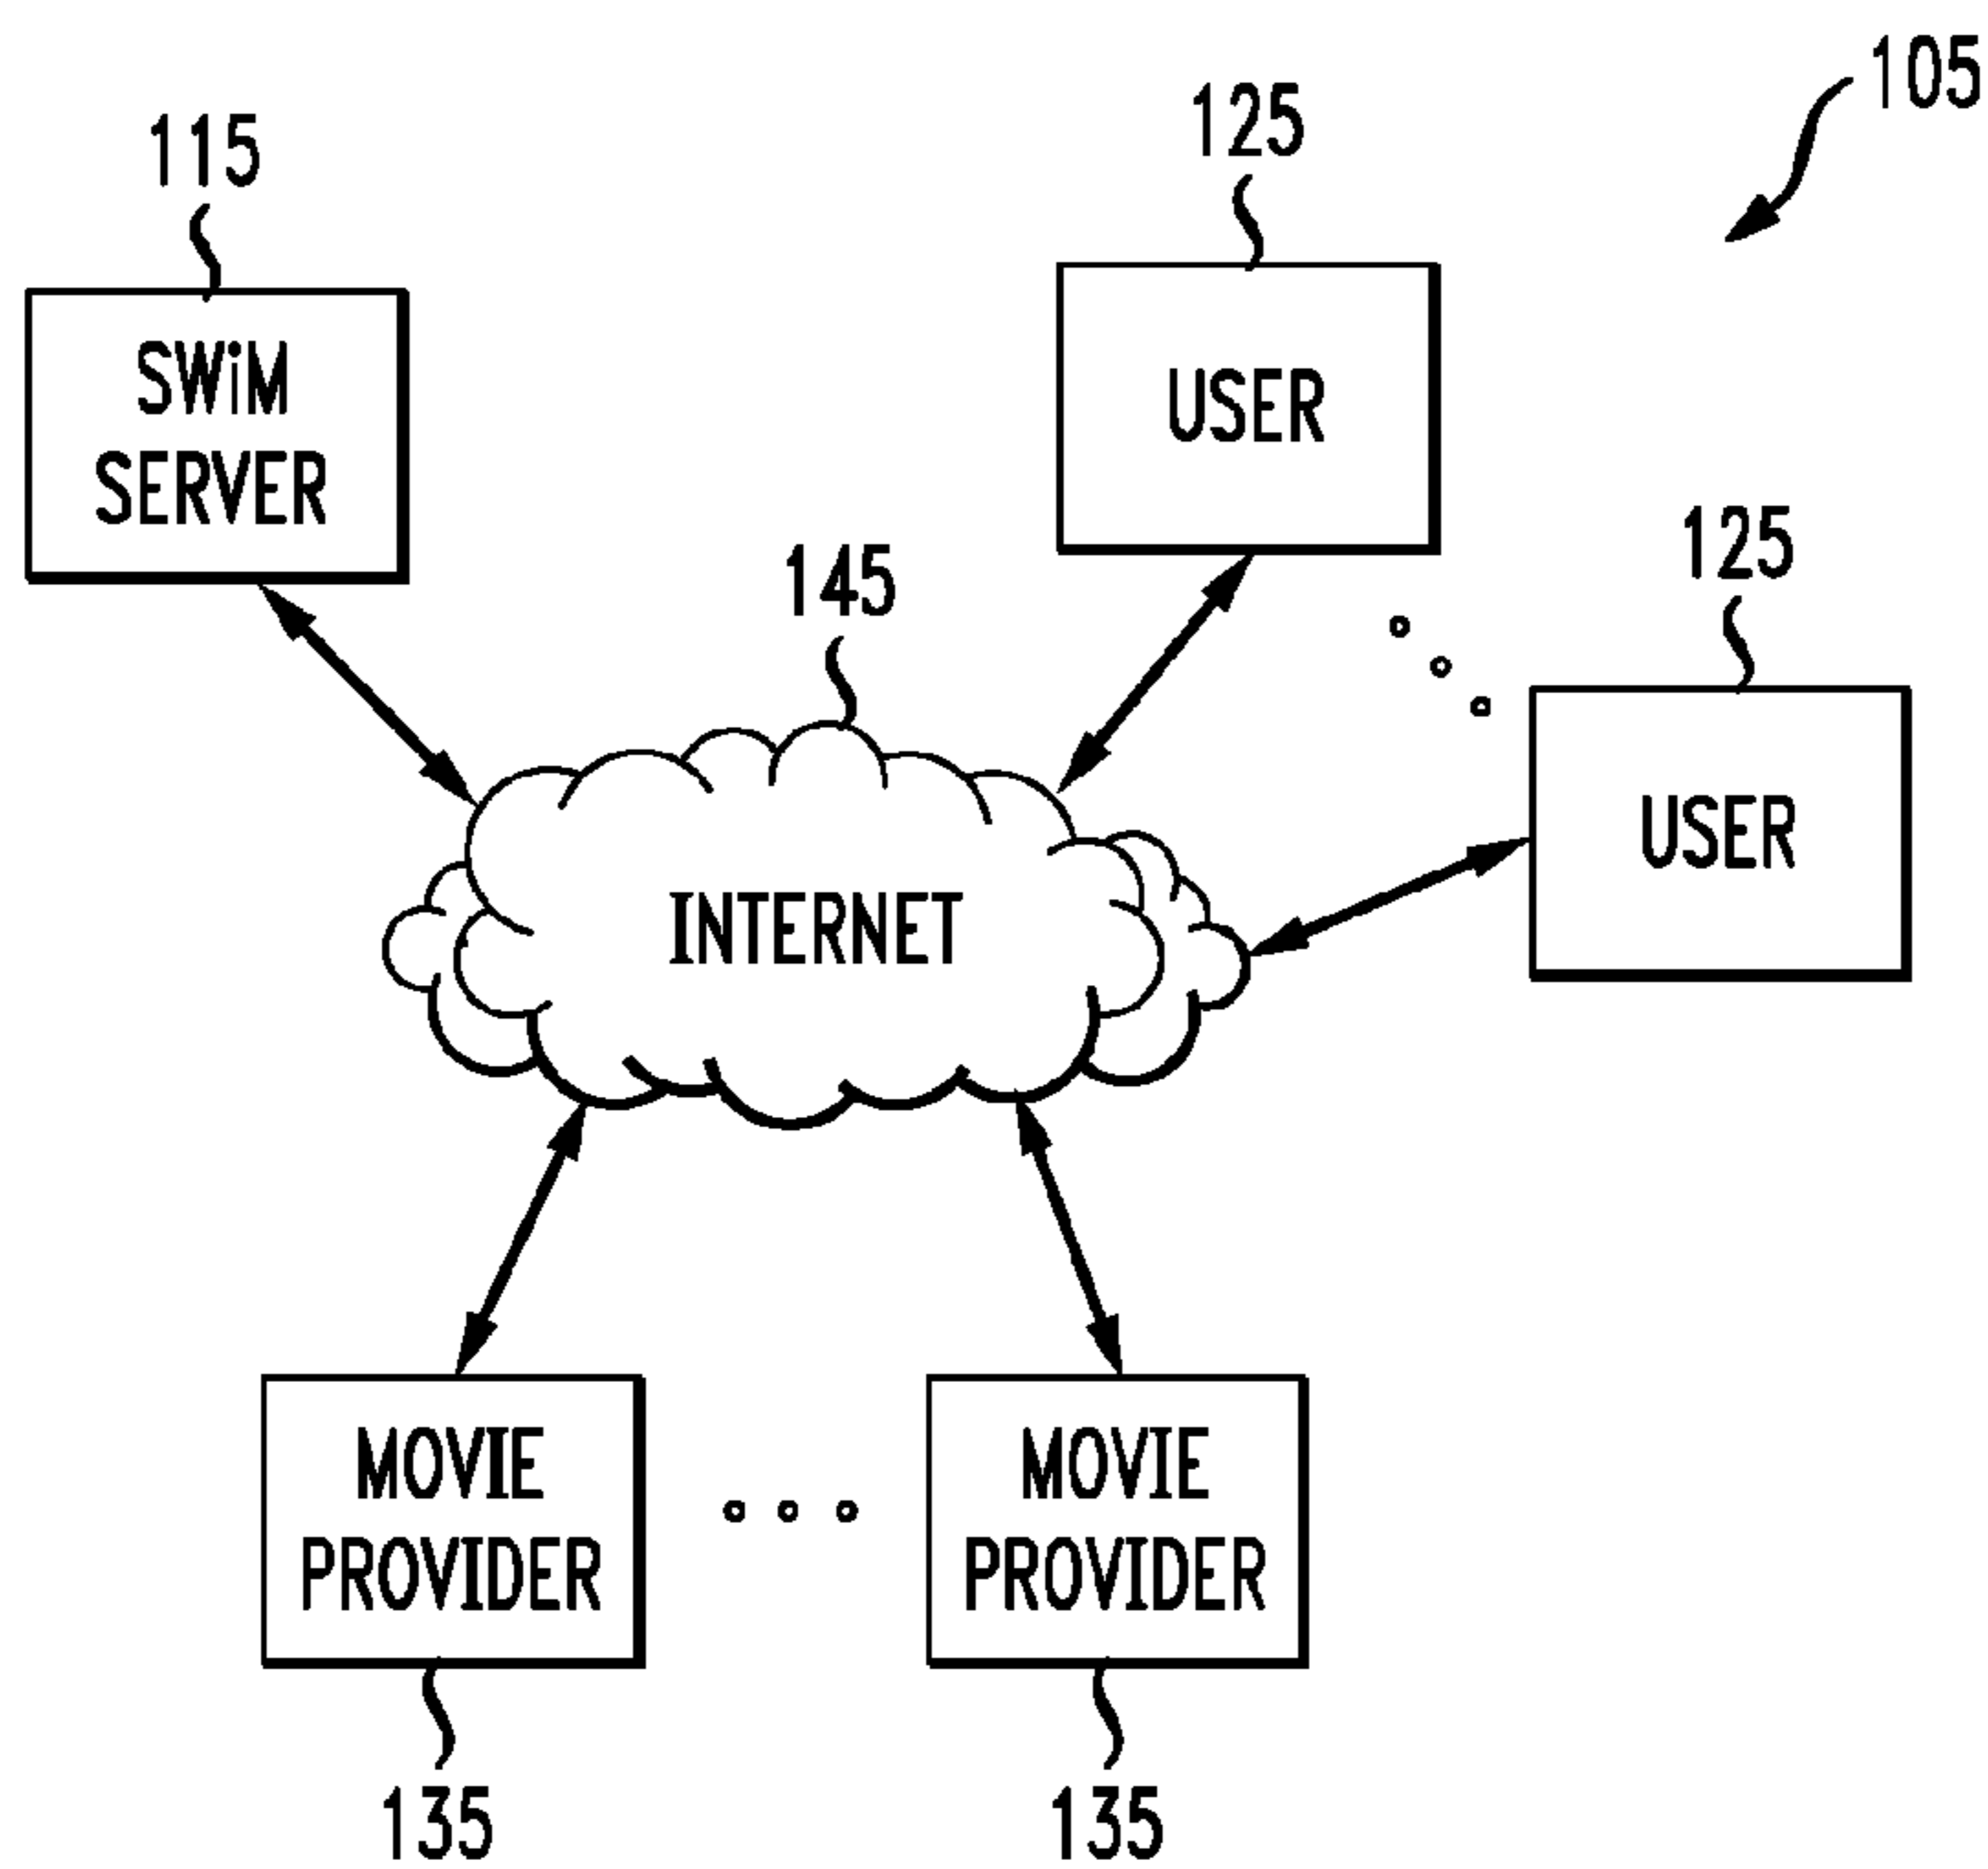 105
115
125
SWiM
SERVER
USER
125
145
USER
INTERNET
MOVIE
PROVIDER
MOVIE
PROVIDER
135
135